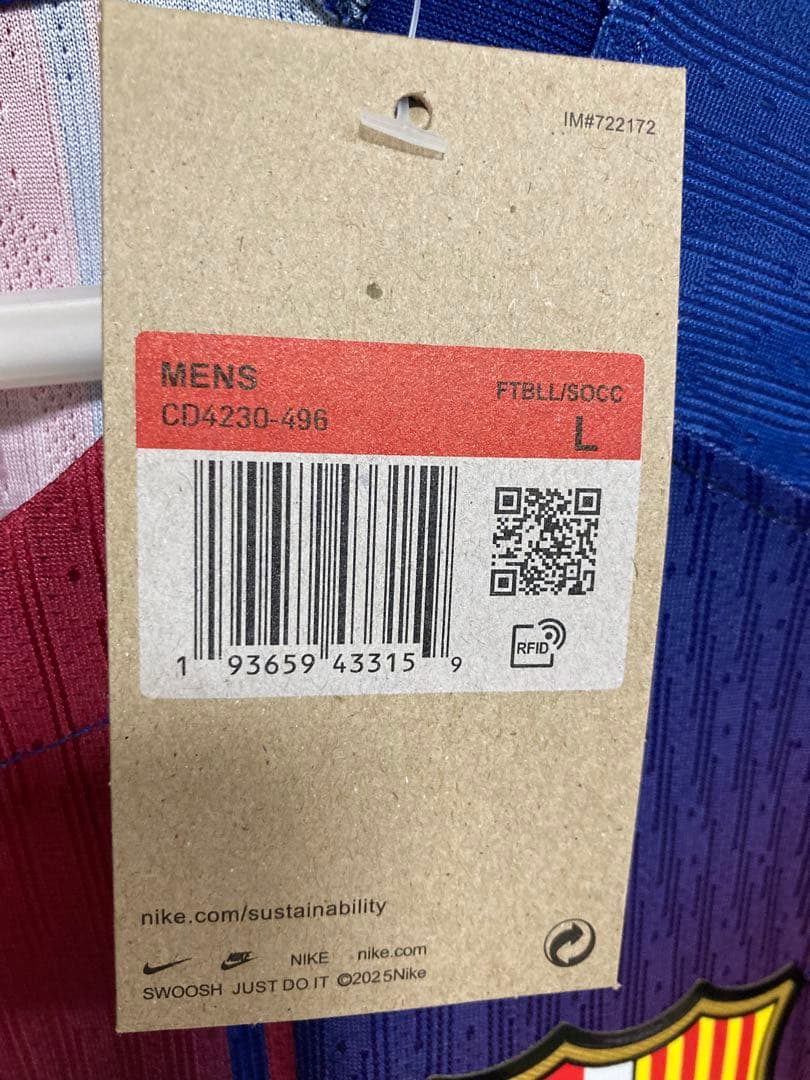 IM#722172
MENS
FTBLL/SOCC
CD4230-496
L
1 93659 43315 9
RFID
nike.com/sustainability
NIKE nike.com
SWOOSH JUST DO IT ©2025Nike